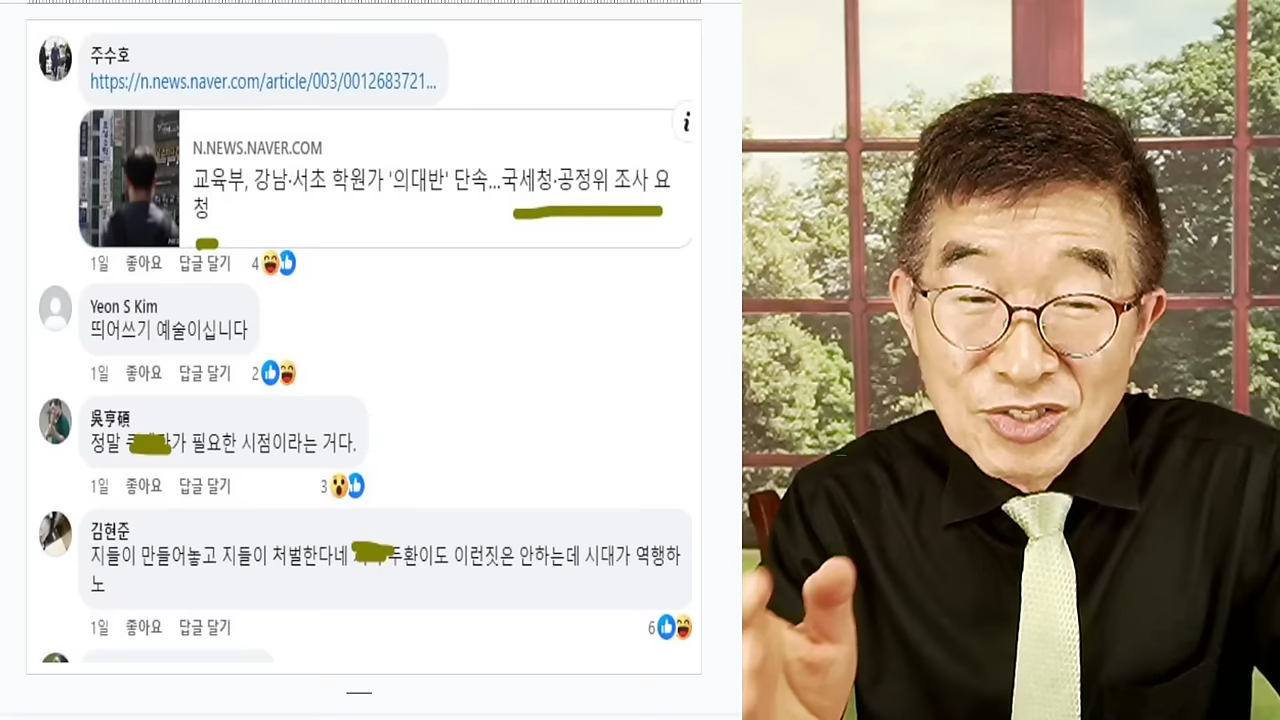 주수호
https://n.news.naver.com/article/003/0012683721...
i
N.NEWS.NAVER.COM
교육부, 강남·서초 학원가 '의대반' 단속...국세청·공정위 조사 요
청
1일 좋아요 답글 달기 4
Yeon S Kim
띄어쓰기 예술이십니다
1일 좋아요 답글 달기 2
吳亨碩
정말 필요한 시점이라는 거다.
1일 좋아요 답글 달기 3
김현준
지들이 만들어놓고 지들이 처벌한다네 두환이도 이런짓은 안하는데 시대가 역행하
노
1일 좋아요 답글 달기 6